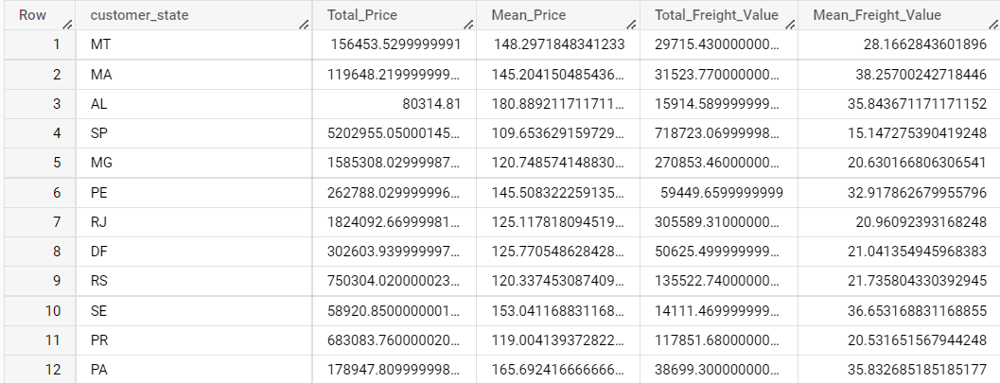 Row customer_state Total_Price Mean_Price Total_Freight_Value Mean_Freight_Value
1 MT 156453.5299999991 148.2971848341233 29715.430000000... 28.1662843601896
2 MA 119648.219999999... 145.204150485436... 31523.770000000... 38.25700242718446
3 AL 80314.81 180.889211711711... 15914.589999999... 35.843671171171152
4 SP 5202955.05000145... 109.653629159729... 718723.06999998... 15.147275390419248
5 MG 1585308.02999987... 120.748574148830... 270853.46000000... 20.630166806306541
6 PE 262788.029999996... 145.508322259135... 59449.6599999999 32.917862679955796
7 RJ 1824092.66999981... 125.117818094519... 305589.31000000... 20.96092393168248
8 DF 302603.939999997... 125.770548628428... 50625.499999999... 21.041354945968383
9 RS 750304.020000023... 120.337453087409... 135522.74000000... 21.735804330392945
10 SE 58920.8500000001... 153.041168831168... 14111.469999999... 36.653168831168855
11 PR 683083.760000020... 119.004139372822... 117851.68000000... 20.531651567944248
12 PA 178947.809999998... 165.692416666666... 38699.300000000... 35.832685185185177